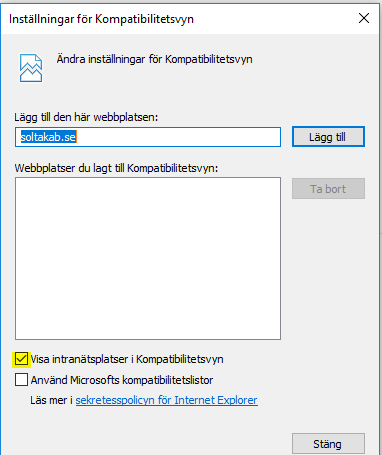 Inställningar för Kompatibilitetsvyn
Ändra inställningar för Kompatibilitetsvyn
Lägg till den här webbplatsen:
soltakab.se
Lägg till
Webbplatser du lagt till Kompatibilitetsvyn:
Ta bort
Visa intranätsplatser i Kompatibilitetsvyn
Använd Microsofts kompatibilitetslistor
Läs mer i sekretesspolicyn för Internet Explorer
Stäng